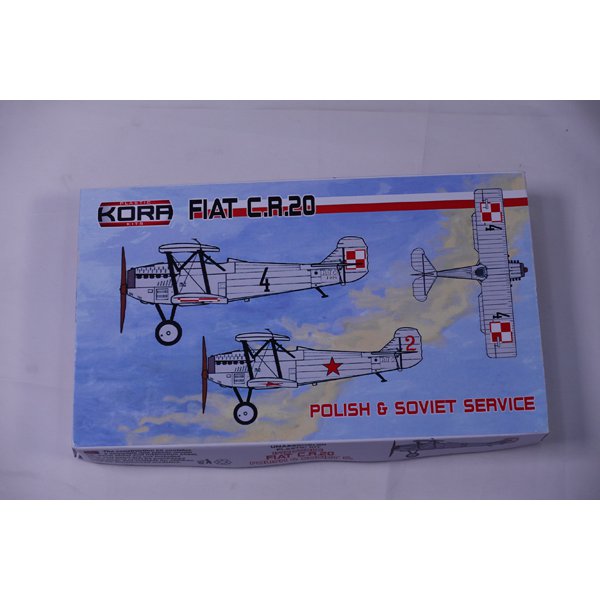 PLASTIC
KORA
KITS
FIAT C.R.20
4
4
4
2
POLISH & SOVIET SERVICE
FIAT C.R.20